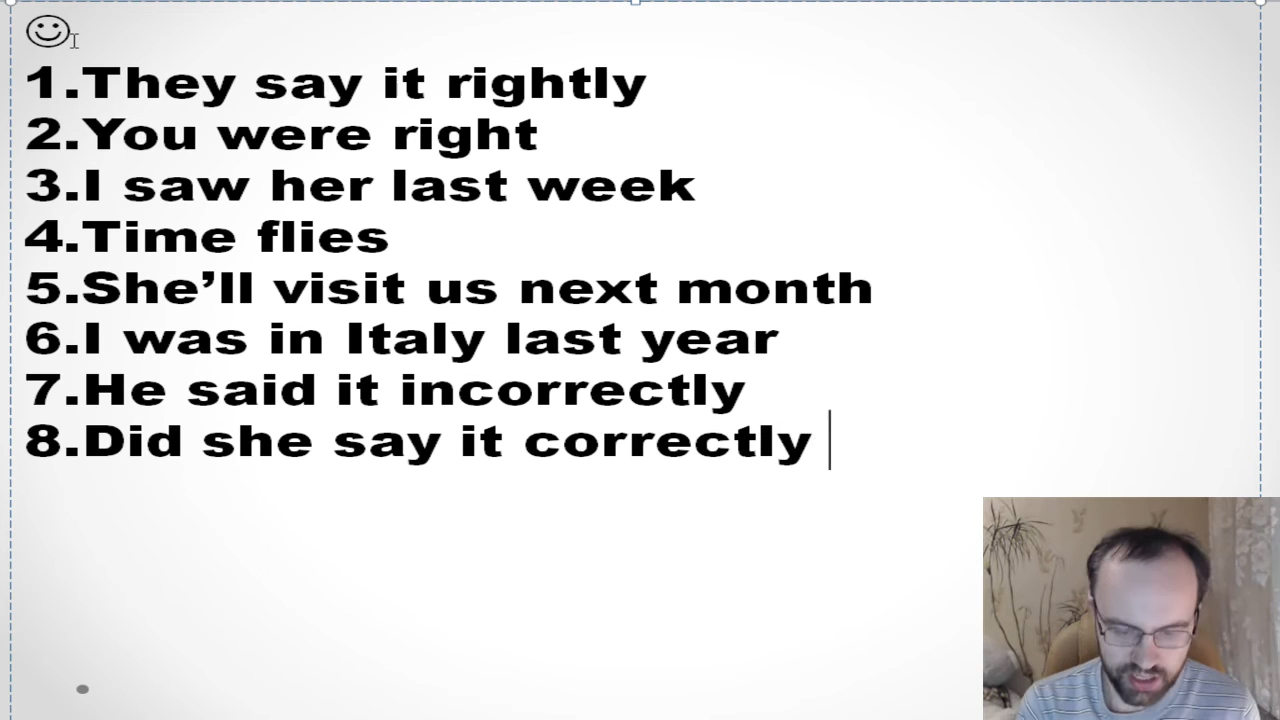 1.They say it rightly
2.You were right
3.I saw her last week
4.Time flies
5.She’ll visit us next month
6.I was in Italy last year
7.He said it incorrectly
8.Did she say it correctly